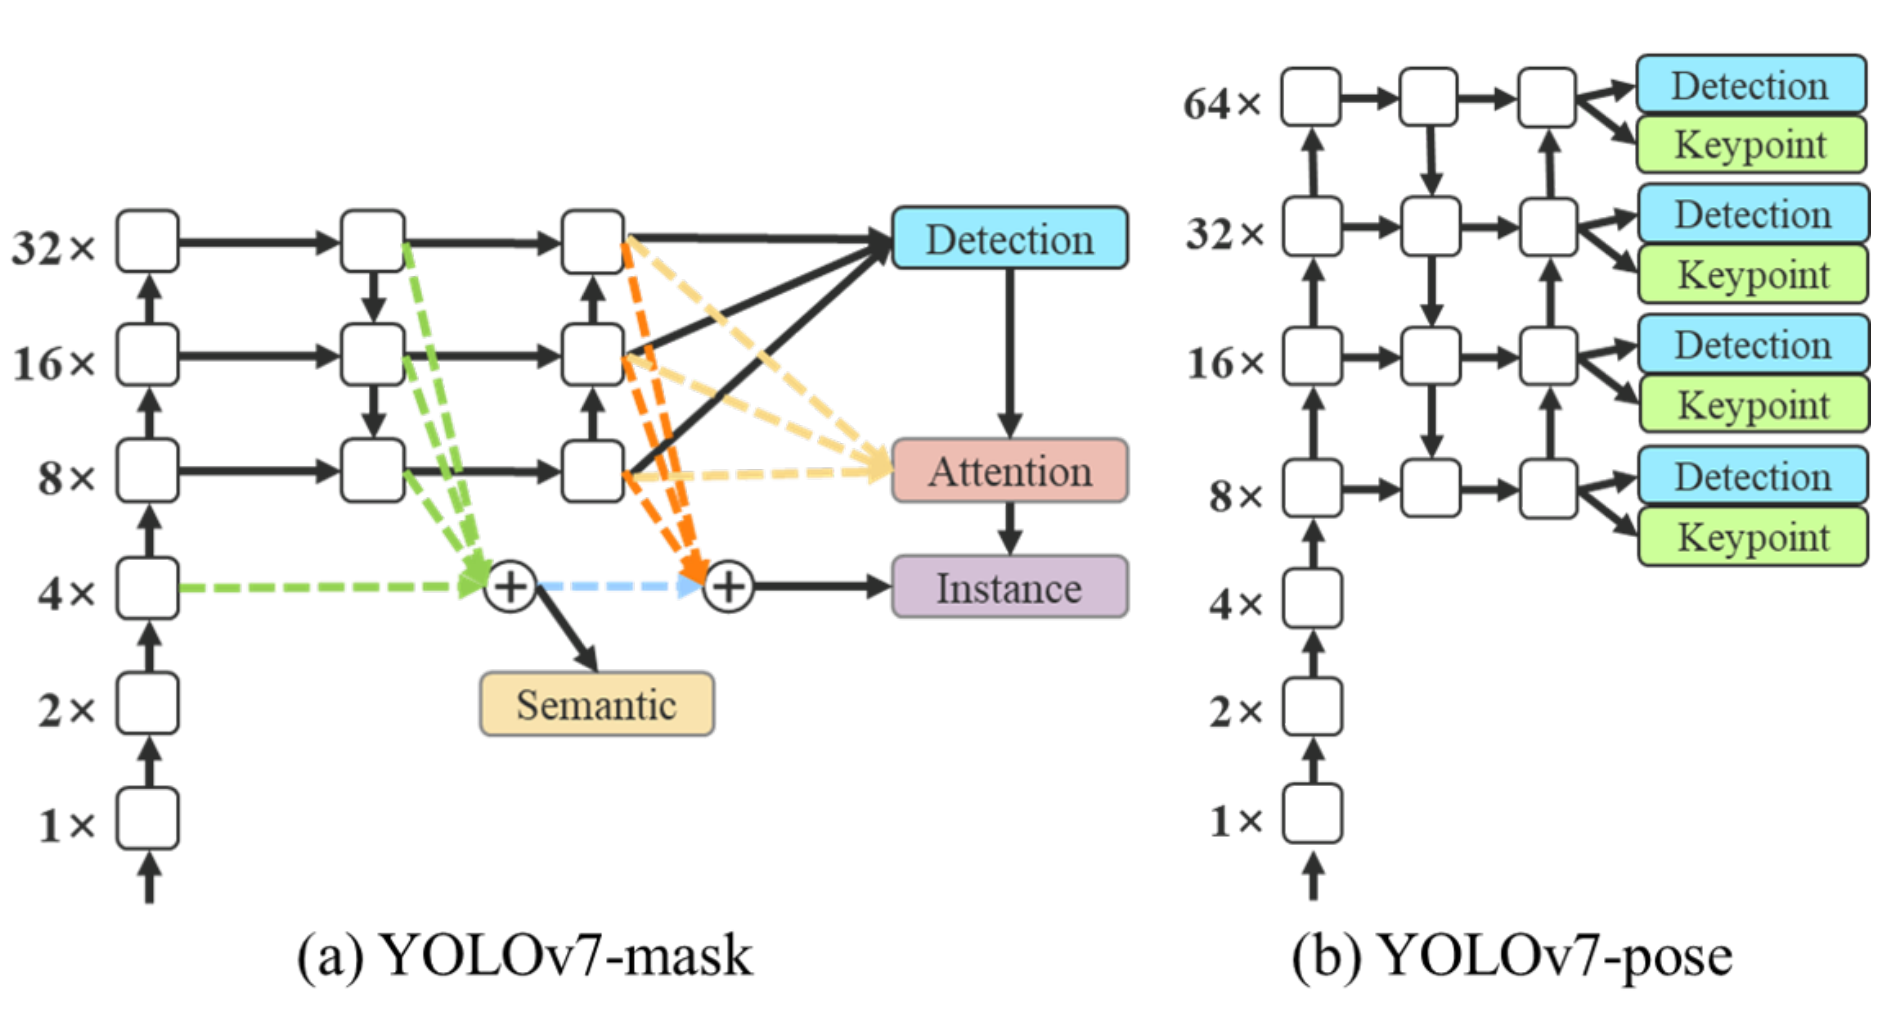 32×
16×
8×
4×
2×
1×
Detection
Attention
Instance
Semantic
(a) YOLOv7-mask
64×
32×
16×
8×
4×
2×
1×
Detection
Keypoint
Detection
Keypoint
Detection
Keypoint
Detection
Keypoint
(b) YOLOv7-pose